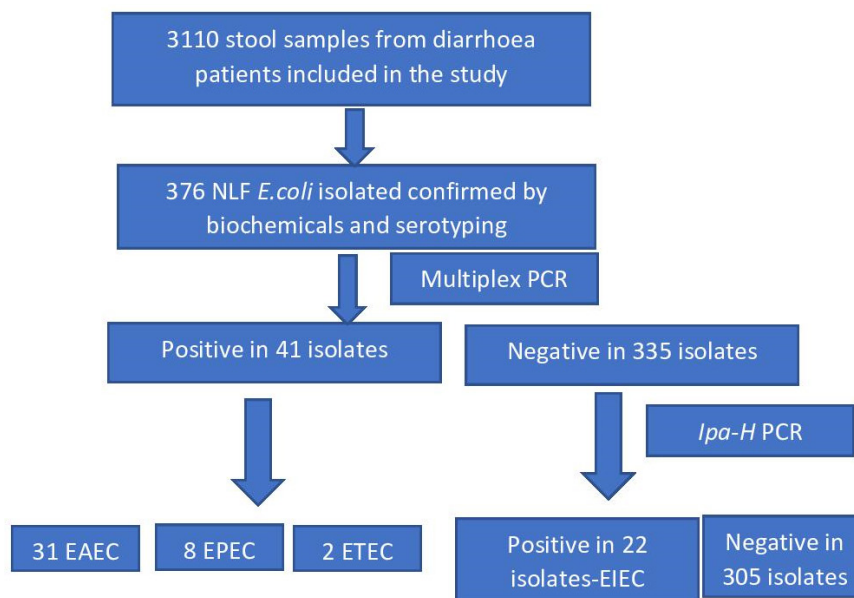 3110 stool samples from diarrhoea
patients included in the study
376 NLF E.coli isolated confirmed by
biochemicals and serotyping
Multiplex PCR
Positive in 41 isolates
Negative in 335 isolates
Ipa-H PCR
31 EAEC
8 EPEC
2 ETEC
Positive in 22
isolates-EIEC
Negative in
305 isolates